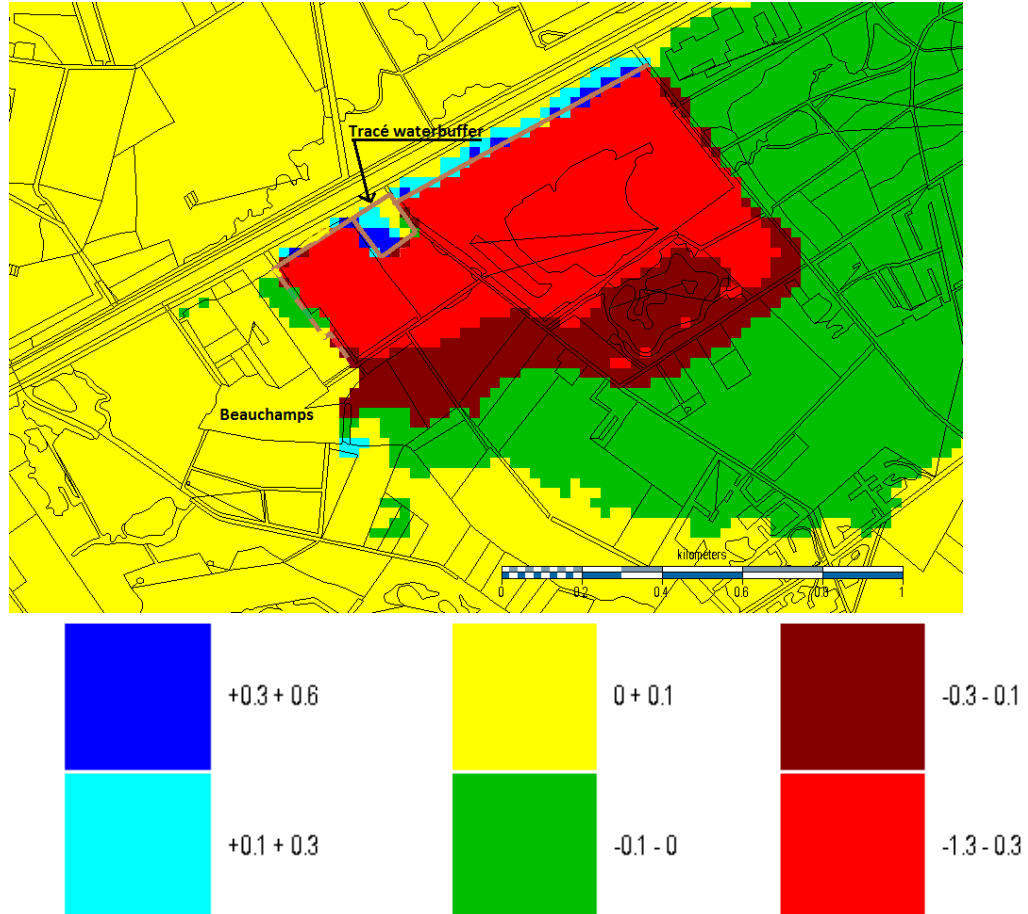 Tracé waterbuffer
Beauchamps
kilometers
0 0.2 0.4 0.6 0.8 1
+0.3 + 0.6
0 + 0.1
-0.3 - 0.1
+0.1 + 0.3
-0.1 - 0
-1.3 - 0.3